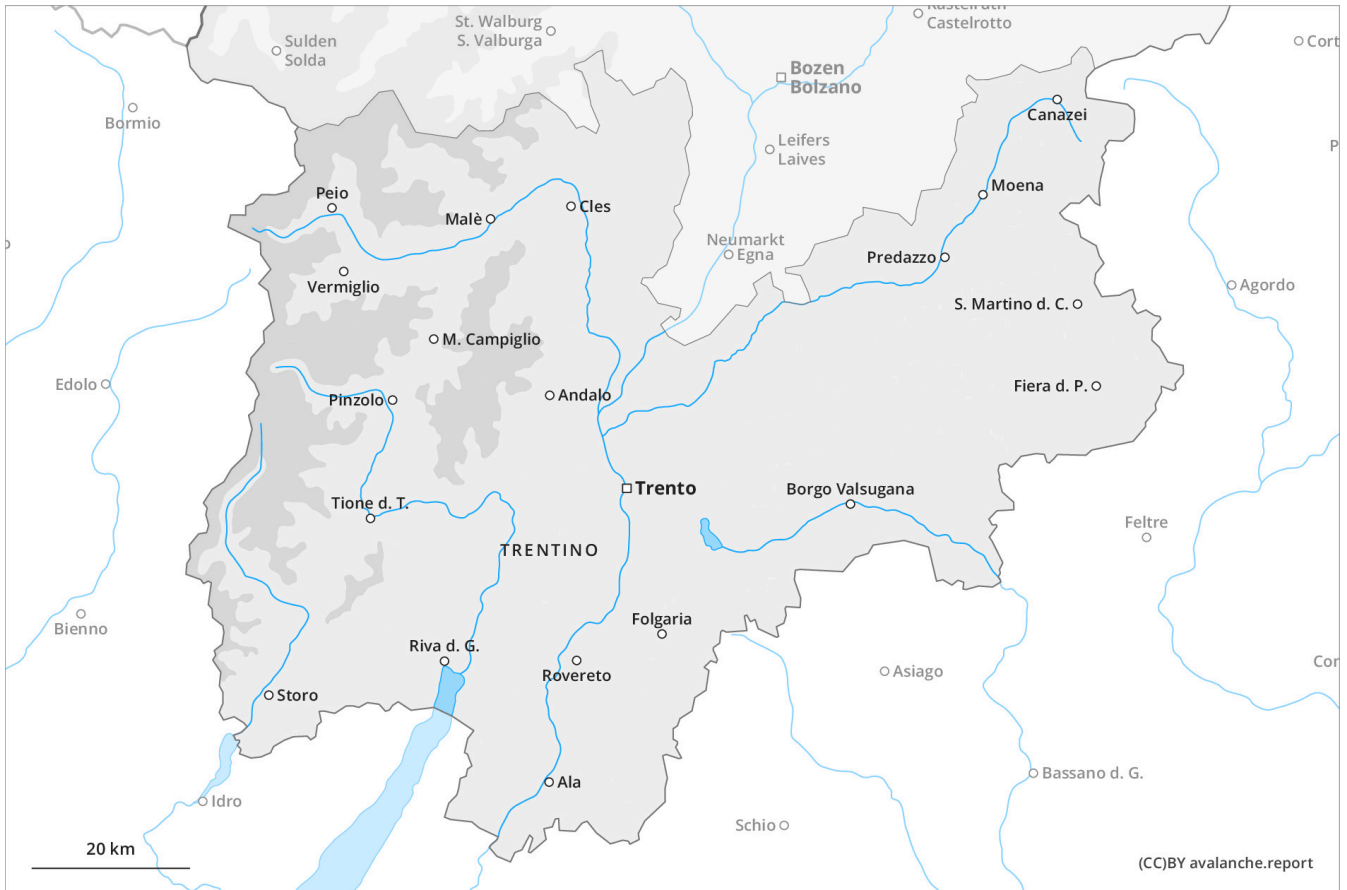 Kastelruth
Castelrotto
St. Walburg
S. Valburga
Sulden
Solda
Cort
Bozen
Bolzano
Bormio
Canazei
Leifers
Laives
P
Moena
Peio
Malè
Cles
Neumarkt
Egna
Predazzo
Vermiglio
Agordo
S. Martino d. C.
M. Campiglio
Edolo
Fiera d. P.
Andalo
Pinzolo
Trento
Borgo Valsugana
Tione d. T.
Feltre
TRENTINO
Folgaria
Bienno
Riva d. G.
Rovereto
Cor
Asiago
Storo
Bassano d. G.
Ala
Idro
Schio
20 km
(CC)BY avalanche.report